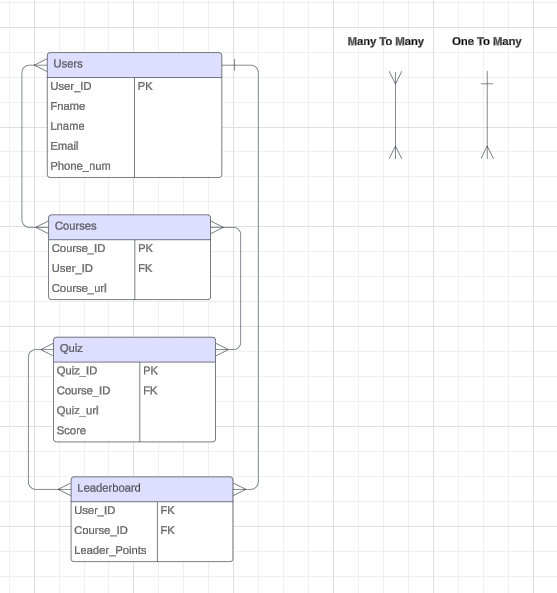 Many To Many One To Many
Users
User_ID PK
Fname
Lname
Email
Phone_num
Courses
Course_ID PK
User_ID FK
Course_url
Quiz
Quiz_ID PK
Course_ID FK
Quiz_url
Score
Leaderboard
User_ID FK
Course_ID FK
Leader_Points